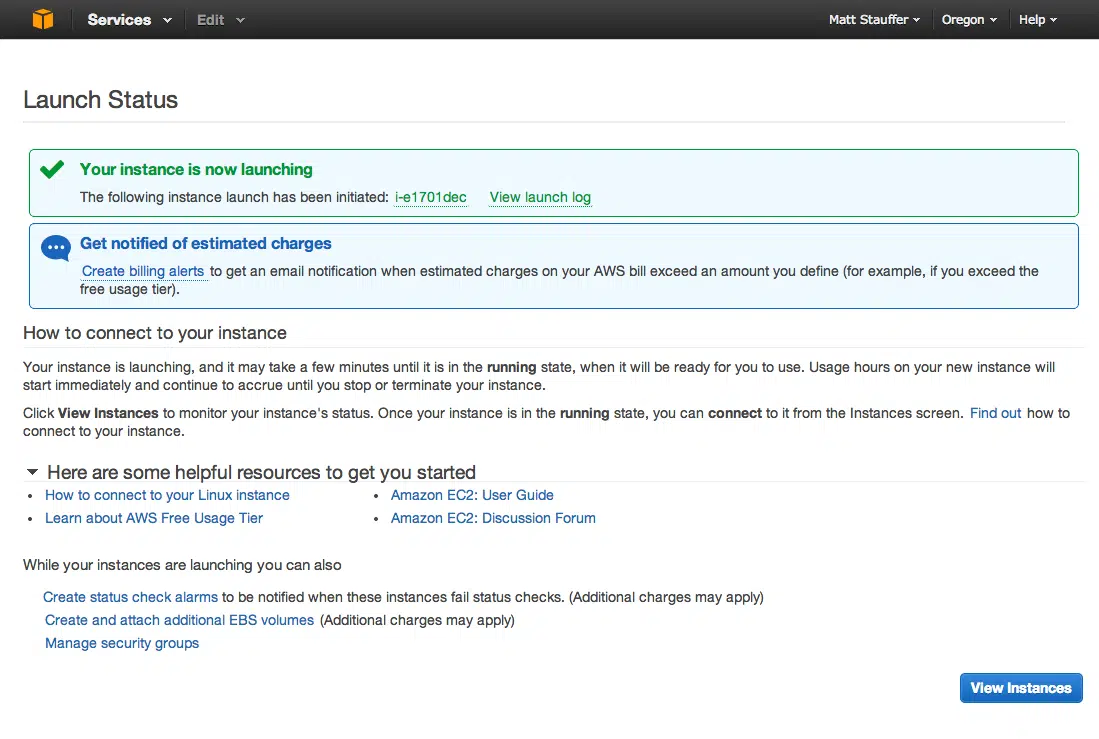 Services Edit Matt Stauffer Oregon Help
Launch Status
Your instance is now launching
The following instance launch has been initiated: i-e1701dec View launch log
Get notified of estimated charges
Create billing alerts to get an email notification when estimated charges on your AWS bill exceed an amount you define (for example, if you exceed the
free usage tier).
How to connect to your instance
Your instance is launching, and it may take a few minutes until it is in the running state, when it will be ready for you to use. Usage hours on your new instance will
start immediately and continue to accrue until you stop or terminate your instance.
Click View Instances to monitor your instance's status. Once your instance is in the running state, you can connect to it from the Instances screen. Find out how to
connect to your instance.
Here are some helpful resources to get you started
• How to connect to your Linux instance • Amazon EC2: User Guide
• Learn about AWS Free Usage Tier • Amazon EC2: Discussion Forum
While your instances are launching you can also
Create status check alarms to be notified when these instances fail status checks. (Additional charges may apply)
Create and attach additional EBS volumes (Additional charges may apply)
Manage security groups
View Instances